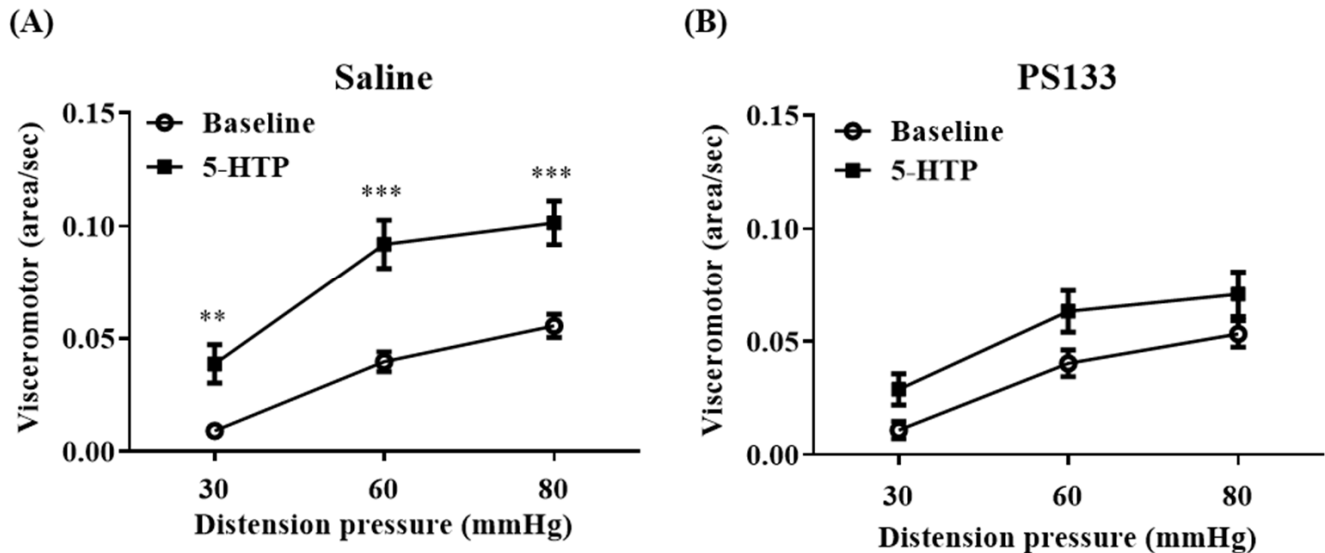 (A)
Saline
Baseline
5-HTP
**
***
***
0.15
0.10
0.05
0.00
Visceromotor (area/sec)
30 60 80
Distension pressure (mmHg)
(B)
PS133
Baseline
5-HTP
0.15
0.10
0.05
0.00
Visceromotor (area/sec)
30 60 80
Distension pressure (mmHg)